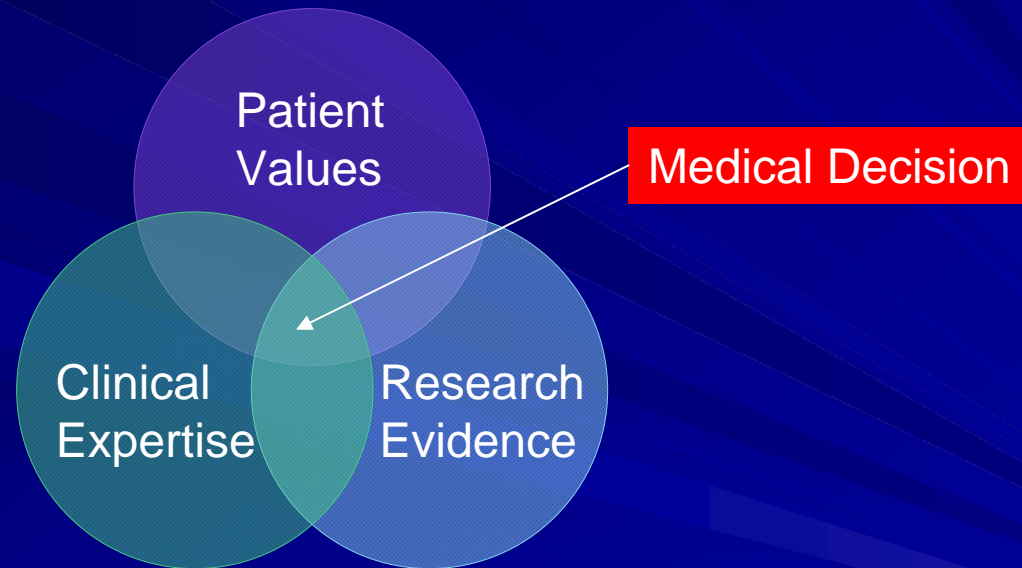 Patient
Values
Medical Decision
Clinical
Expertise
Research
Evidence